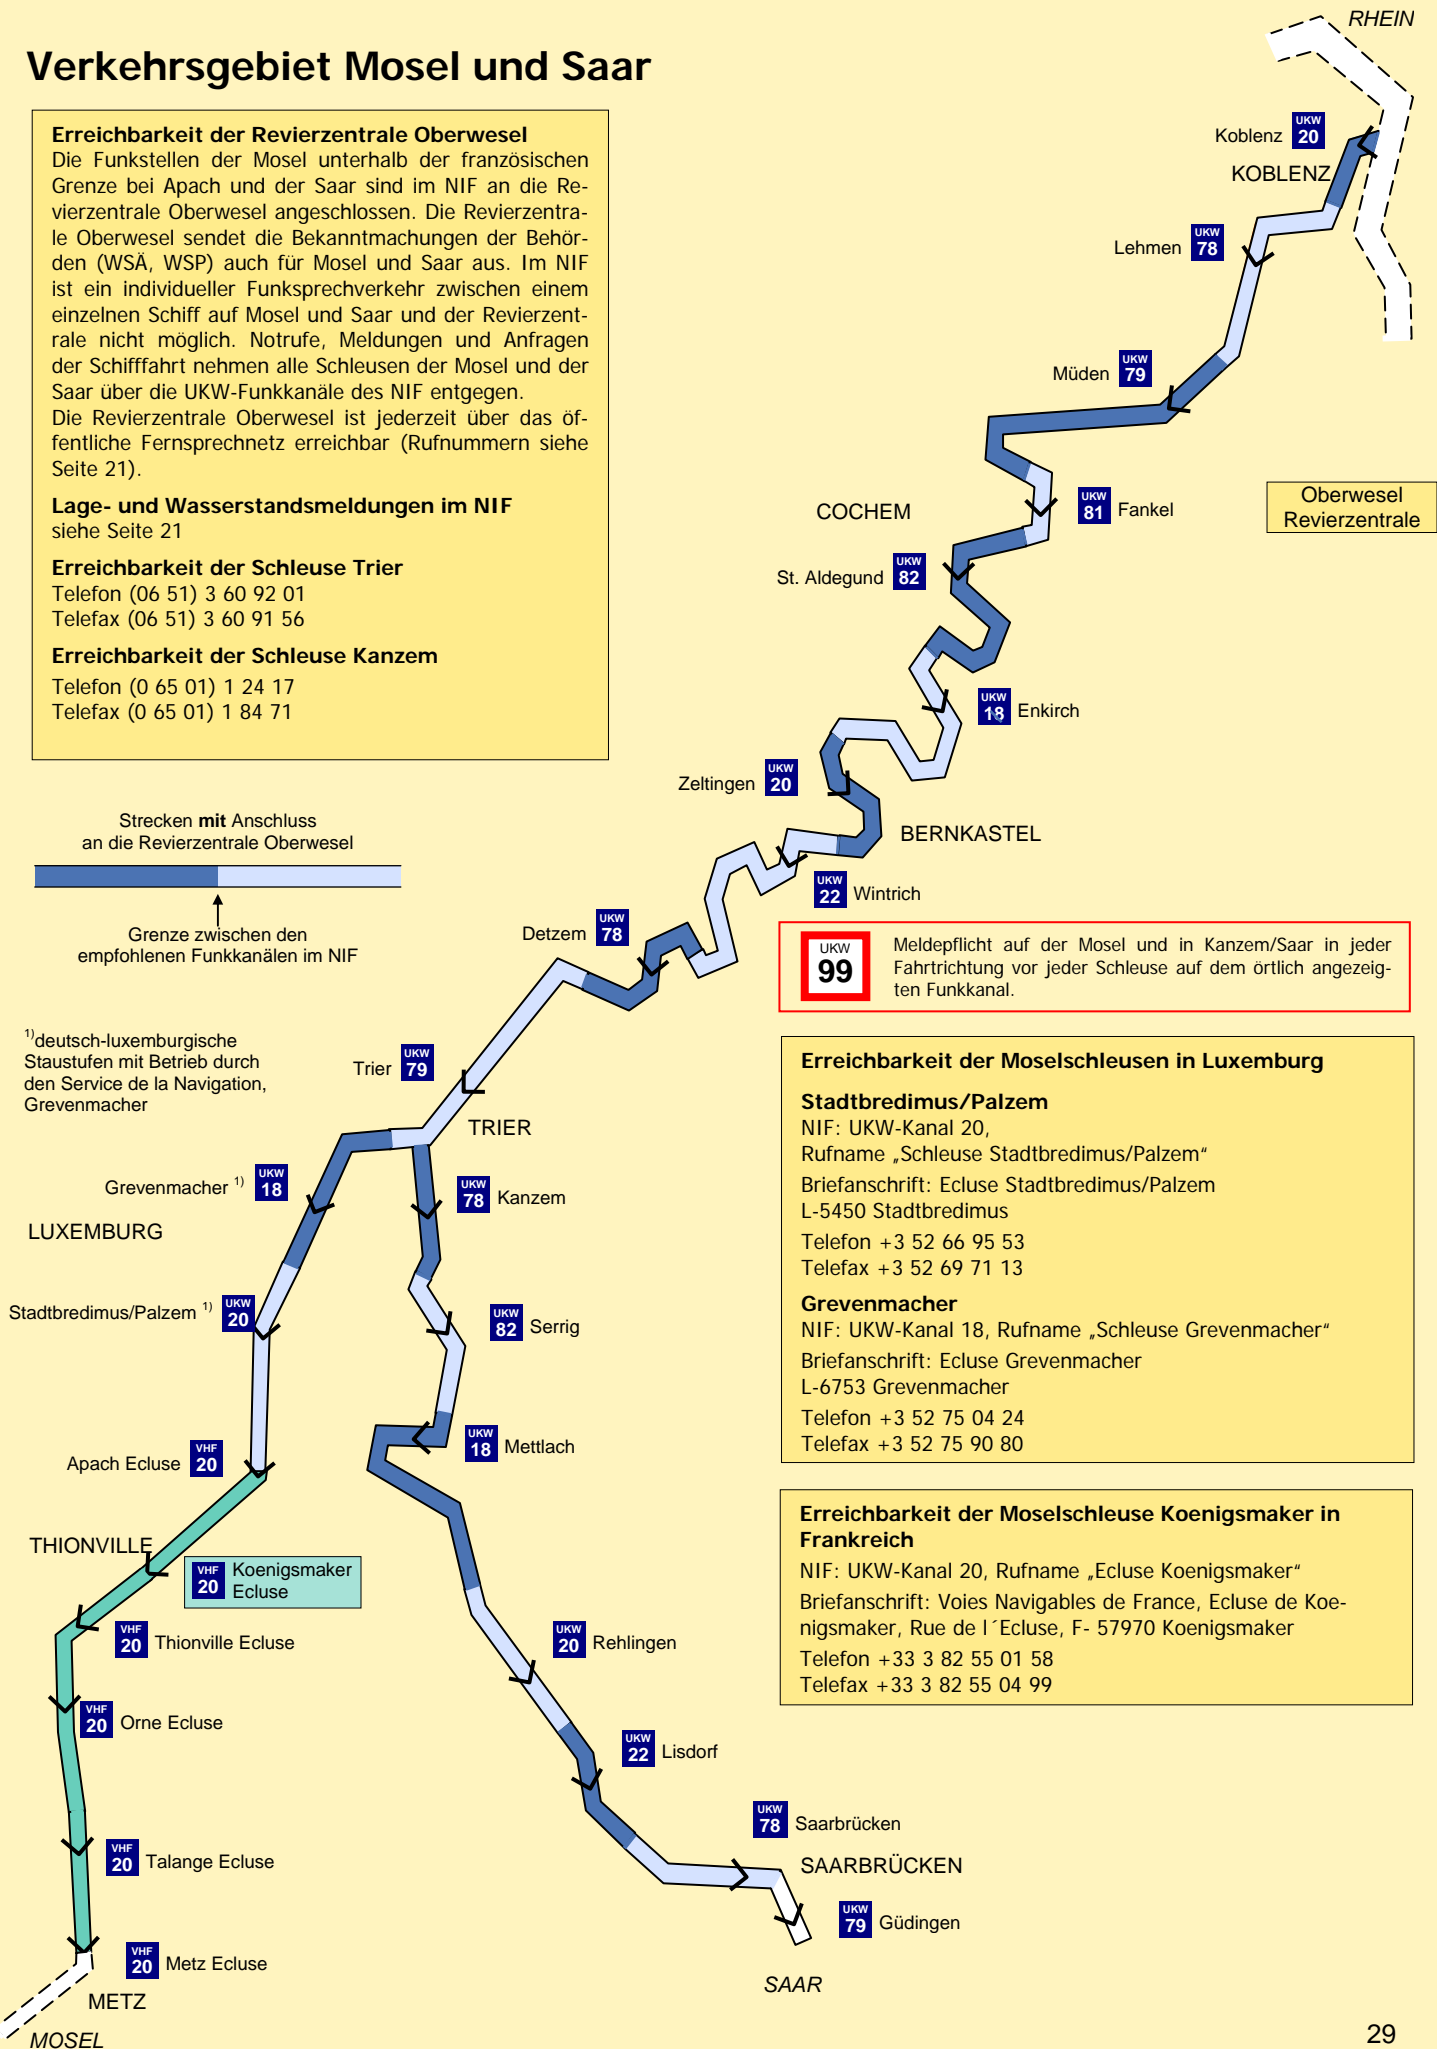 RHEIN
Verkehrsgebiet Mosel und Saar
Erreichbarkeit der Revierzentrale Oberwesel
Die Funkstellen der Mosel unterhalb der französischen
Grenze bei Apach und der Saar sind im NIF an die Re-
vierzentrale Oberwesel angeschlossen. Die Revierzentra-
le Oberwesel sendet die Bekanntmachungen der Behör-
den (WSÄ, WSP) auch für Mosel und Saar aus. Im NIF
ist ein individueller Funksprechverkehr zwischen einem
einzelnen Schiff auf Mosel und Saar und der Revierzent-
rale nicht möglich. Notrufe, Meldungen und Anfragen
der Schifffahrt nehmen alle Schleusen der Mosel und der
Saar über die UKW-Funkkanäle des NIF entgegen.
Die Revierzentrale Oberwesel ist jederzeit über das öf-
fentliche Fernsprechnetz erreichbar (Rufnummern siehe
Seite 21).
Lage- und Wasserstandsmeldungen im NIF
siehe Seite 21
Erreichbarkeit der Schleuse Trier
Telefon (06 51) 3 60 92 01
Telefax (06 51) 3 60 91 56
Erreichbarkeit der Schleuse Kanzem
Telefon (0 65 01) 1 24 17
Telefax (0 65 01) 1 84 71
Koblenz UKW 20
KOBLENZ
Lehmen UKW 78
Müden UKW 79
COCHEM
UKW 81 Fankel
Oberwesel
Revierzentrale
St. Aldegund UKW 82
UKW 18 Enkirch
Zeltingen UKW 20
BERNKASTEL
UKW 22 Wintrich
Strecken mit Anschluss
an die Revierzentrale Oberwesel
Grenze zwischen den
empfohlenen Funkkanälen im NIF
Detzem UKW 78
UKW 99
Meldepflicht auf der Mosel und in Kanzem/Saar in jeder
Fahrtrichtung vor jeder Schleuse auf dem örtlich angezeig-
ten Funkkanal.
1)deutsch-luxemburgische
Staustufen mit Betrieb durch
den Service de la Navigation,
Grevenmacher
Trier UKW 79
TRIER
Grevenmacher 1) UKW 18
UKW 78 Kanzem
LUXEMBURG
Stadtbredimus/Palzem 1) UKW 20
UKW 82 Serrig
UKW 18 Mettlach
Apach Ecluse VHF 20
THIONVILLE
VHF 20 Koenigsmaker
Ecluse
VHF 20 Thionville Ecluse
UKW 20 Rehlingen
VHF 20 Orne Ecluse
UKW 22 Lisdorf
UKW 78 Saarbrücken
VHF 20 Talange Ecluse
SAARBRÜCKEN
UKW 79 Güdingen
VHF 20 Metz Ecluse
SAAR
METZ
MOSEL
Erreichbarkeit der Moselschleusen in Luxemburg
Stadtbredimus/Palzem
NIF: UKW-Kanal 20,
Rufname „Schleuse Stadtbredimus/Palzem“
Briefanschrift: Ecluse Stadtbredimus/Palzem
L-5450 Stadtbredimus
Telefon +3 52 66 95 53
Telefax +3 52 69 71 13
Grevenmacher
NIF: UKW-Kanal 18, Rufname „Schleuse Grevenmacher“
Briefanschrift: Ecluse Grevenmacher
L-6753 Grevenmacher
Telefon +3 52 75 04 24
Telefax +3 52 75 90 80
Erreichbarkeit der Moselschleuse Koenigsmaker in
Frankreich
NIF: UKW-Kanal 20, Rufname „Ecluse Koenigsmaker“
Briefanschrift: Voies Navigables de France, Ecluse de Koe-
nigsmaker, Rue de l´Ecluse, F- 57970 Koenigsmaker
Telefon +33 3 82 55 01 58
Telefax +33 3 82 55 04 99
29